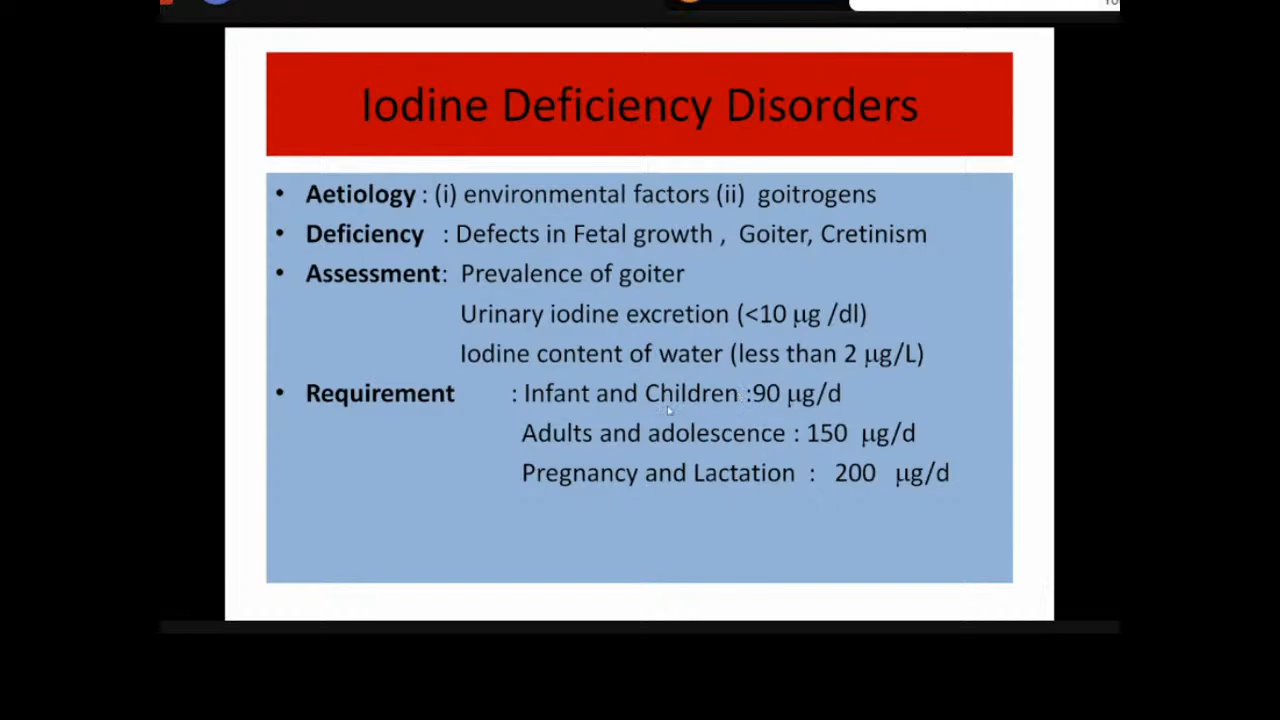 Iodine Deficiency Disorders
• Aetiology : (i) environmental factors (ii) goitrogens
• Deficiency : Defects in Fetal growth , Goiter, Cretinism
• Assessment: Prevalence of goiter
Urinary iodine excretion (<10 μg /dl)
Iodine content of water (less than 2 μg/L)
• Requirement : Infant and Children :90 μg/d
Adults and adolescence : 150 μg/d
Pregnancy and Lactation : 200 μg/d